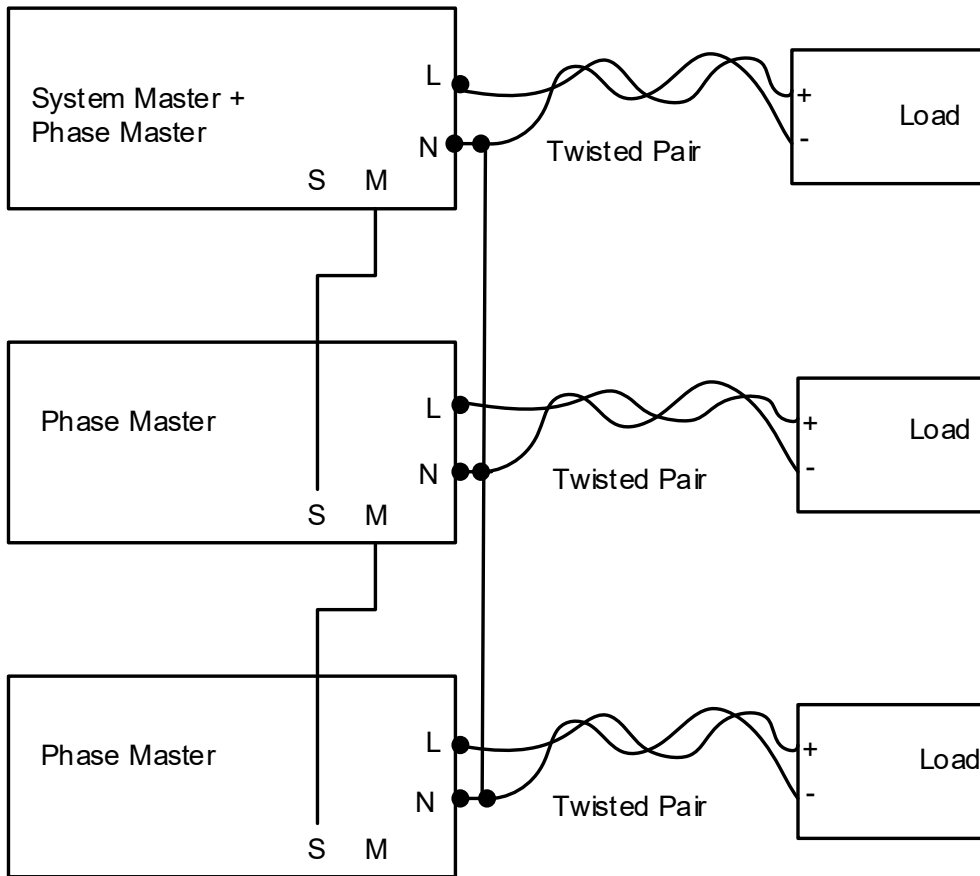 System Master +
Phase Master
L
N
S M
Twisted Pair
+
-
Load
Phase Master
L
N
S M
Twisted Pair
+
-
Load
Phase Master
L
N
S M
Twisted Pair
+
-
Load